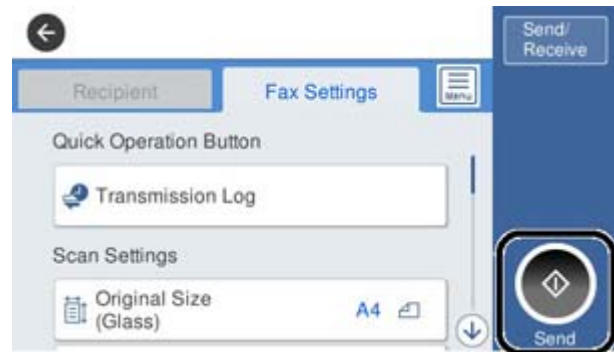 Send/
Receive
Recipient
Fax Settings
Menu
Quick Operation Button
Transmission Log
Scan Settings
Original Size
(Glass)
A4
Send